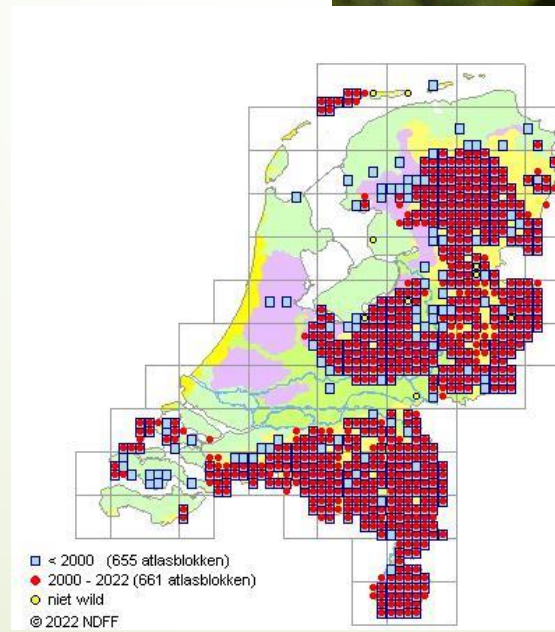 < 2000 (655 atlasblokken)
2000 - 2022 (661 atlasblokken)
niet wild
© 2022 NDFF